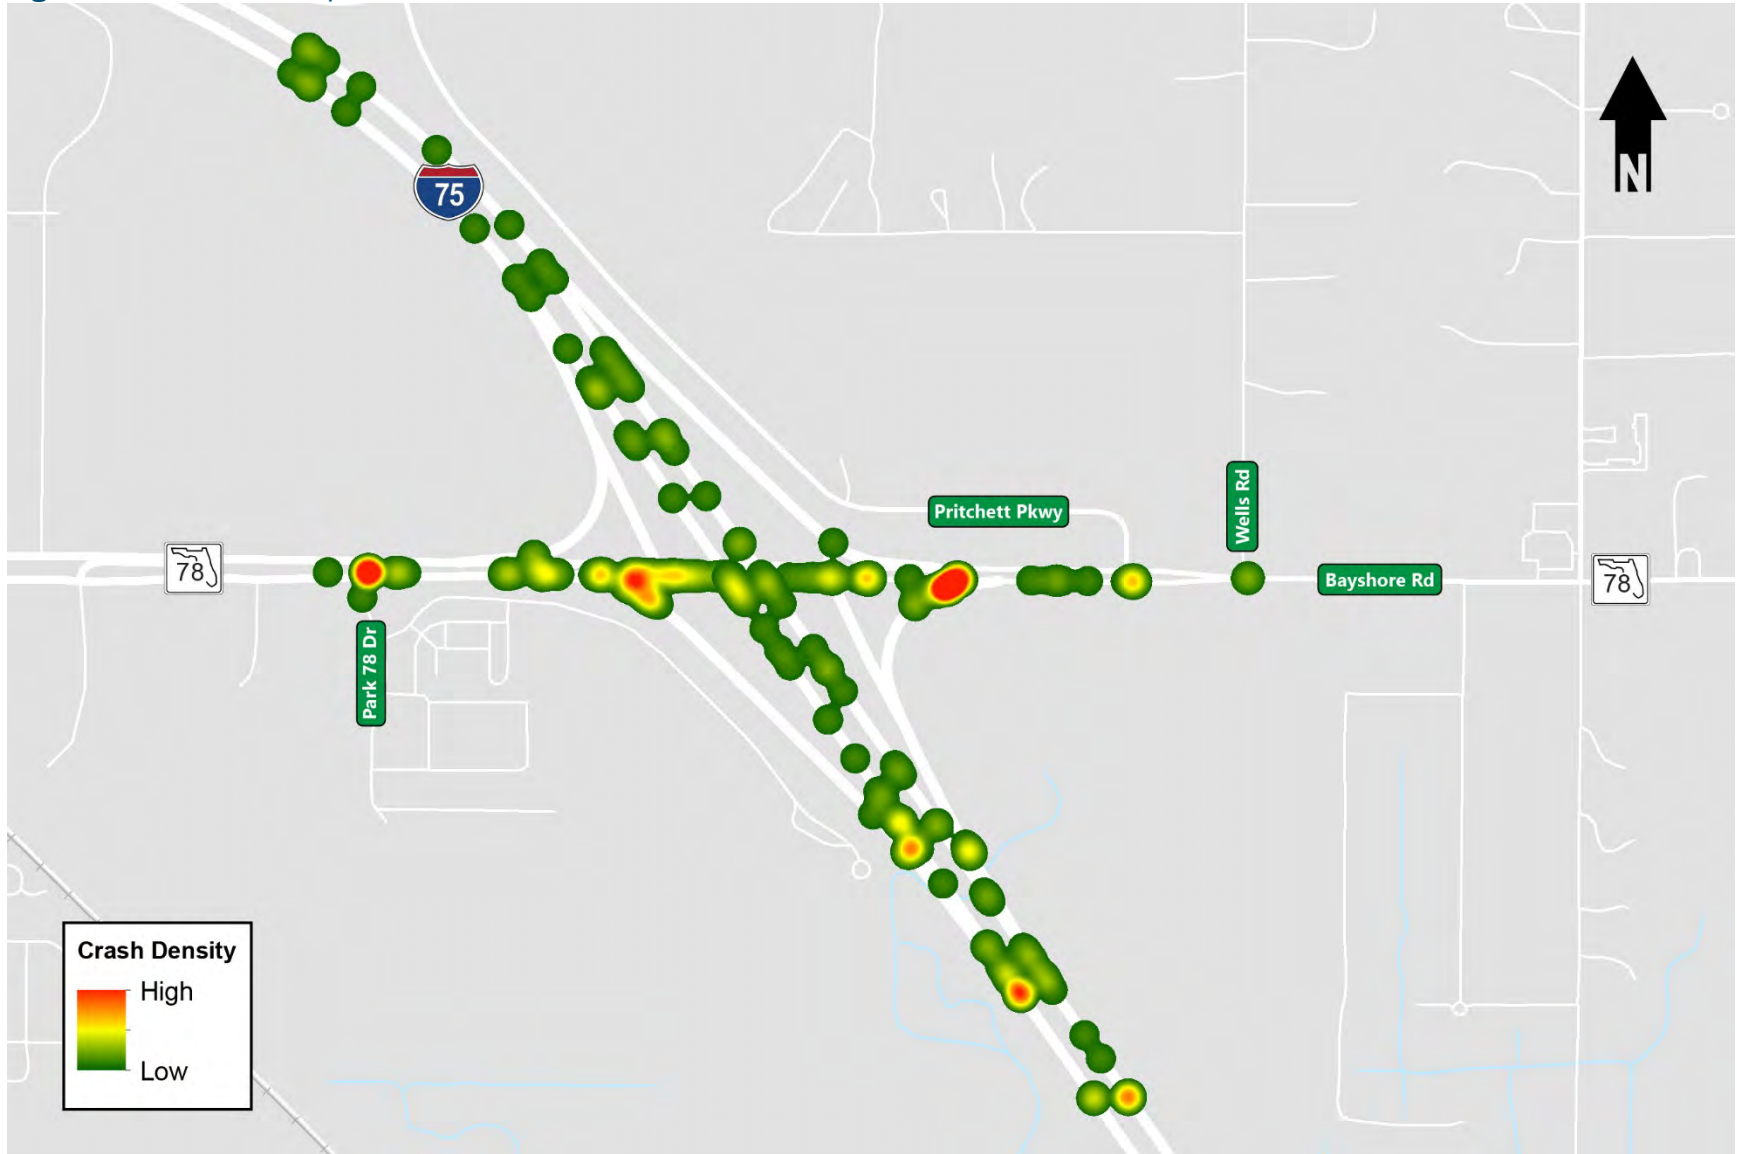 N
75
Pritchett Pkwy
Wells Rd
78
Bayshore Rd
78
Park 78 Dr
Crash Density
High
Low